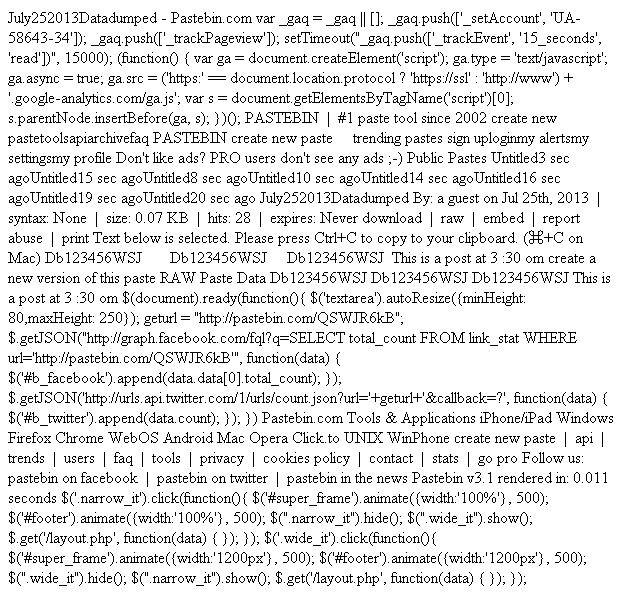 July252013Datadumped - Pastebin.com var _gaq = _gaq || []; _gaq.push(['_setAccount', 'UA-
58643-34']); _gaq.push(['_trackPageview']); setTimeout("_gaq.push(['_trackEvent', '15_seconds',
'read'])", 15000); (function() { var ga = document.createElement('script'); ga.type = 'text/javascript';
ga.async = true; ga.src = ('https:' == document.location.protocol ? 'https://ssl' : 'http://www') +
'.google-analytics.com/ga.js'; var s = document.getElementsByTagName('script')[0];
s.parentNode.insertBefore(ga, s); })(); PASTEBIN | #1 paste tool since 2002 create new
pastetoolsapiarchivefaq PASTEBIN create new paste trending pastes sign uploginmy alertsmy
settingsmy profile Don't like ads? PRO users don't see any ads ;-) Public Pastes Untitled3 sec
agoUntitled15 sec agoUntitled8 sec agoUntitled10 sec agoUntitled14 sec agoUntitled16 sec
agoUntitled19 sec agoUntitled20 sec ago July252013Datadumped By: a guest on Jul 25th, 2013 |
syntax: None | size: 0.07 KB | hits: 28 | expires: Never download | raw | embed | report
abuse | print Text below is selected. Please press Ctrl+C to copy to your clipboard. (⌘+C on
Mac) Db123456WSJ Db123456WSJ Db123456WSJ This is a post at 3 :30 om create a
new version of this paste RAW Paste Data Db123456WSJ Db123456WSJ Db123456WSJ This is
a post at 3 :30 om $(document).ready(function(){ $('textarea').autoResize({minHeight:
80,maxHeight: 250}); geturl = "http://pastebin.com/QSWJR6kB";
$.getJSON("http://graph.facebook.com/fql?q=SELECT total_count FROM link_stat WHERE
url='http://pastebin.com/QSWJR6kB'", function(data) {
$('#b_facebook').append(data.data[0].total_count); });
$.getJSON('http://urls.api.twitter.com/1/urls/count.json?url='+geturl+'&callback=?', function(data) {
$('#b_twitter').append(data.count); }); }) Pastebin.com Tools & Applications iPhone/iPad Windows
Firefox Chrome WebOS Android Mac Opera Click.to UNIX WinPhone create new paste | api |
trends | users | faq | tools | privacy | cookies policy | contact | stats | go pro Follow us:
pastebin on facebook | pastebin on twitter | pastebin in the news Pastebin v3.1 rendered in: 0.011
seconds $('.narrow_it').click(function(){ $('#super_frame').animate({width:'100%'}, 500);
$('#footer').animate({width:'100%'}, 500); $(".narrow_it").hide(); $(".wide_it").show();
$.get('/layout.php', function(data) { }); }); $('.wide_it').click(function(){
$('#super_frame').animate({width:'1200px'}, 500); $('#footer').animate({width:'1200px'}, 500);
$(".wide_it").hide(); $(".narrow_it").show(); $.get('/layout.php', function(data) { }); });